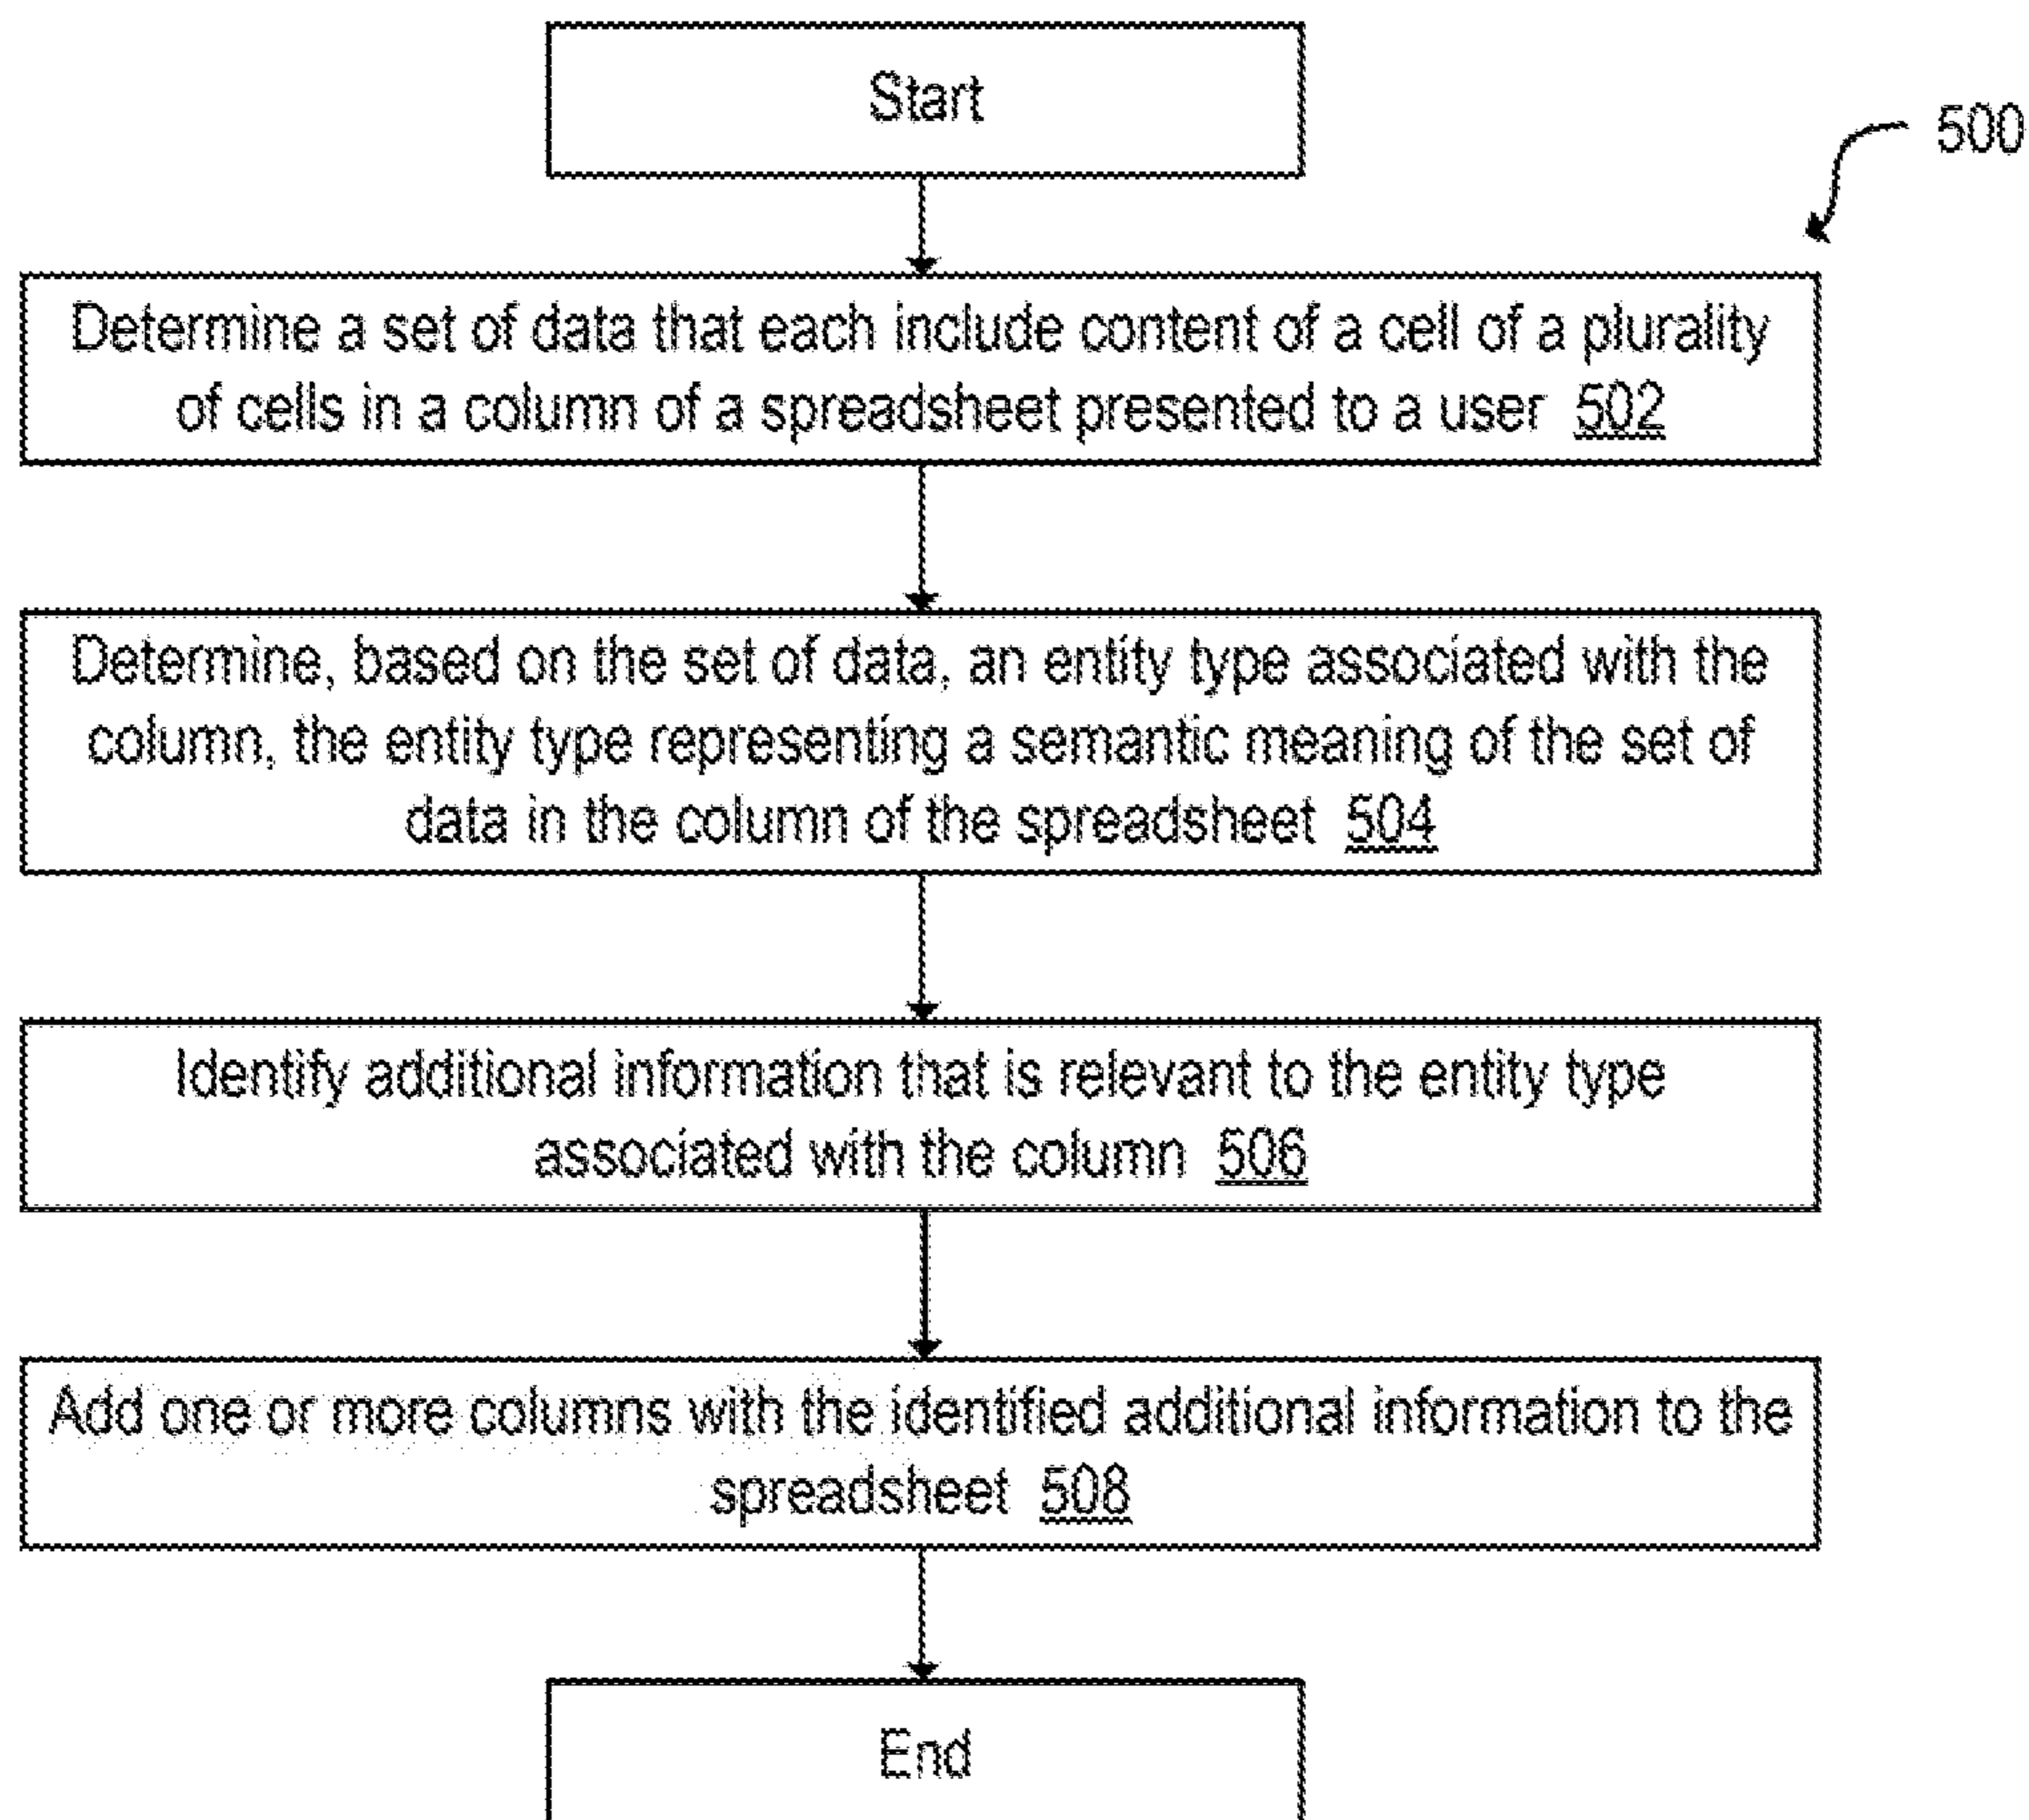 Start
500
Determine a set of data that each include content of a cell of a plurality
of cells in a column of a spreadsheet presented to a user 502
Determine, based on the set of data, an entity type associated with the
column, the entity type representing a semantic meaning of the set of
data in the column of the spreadsheet 504
Identify additional information that is relevant to the entity type
associated with the column 506
Add one or more columns with the identified additional information to the
spreadsheet 508
End